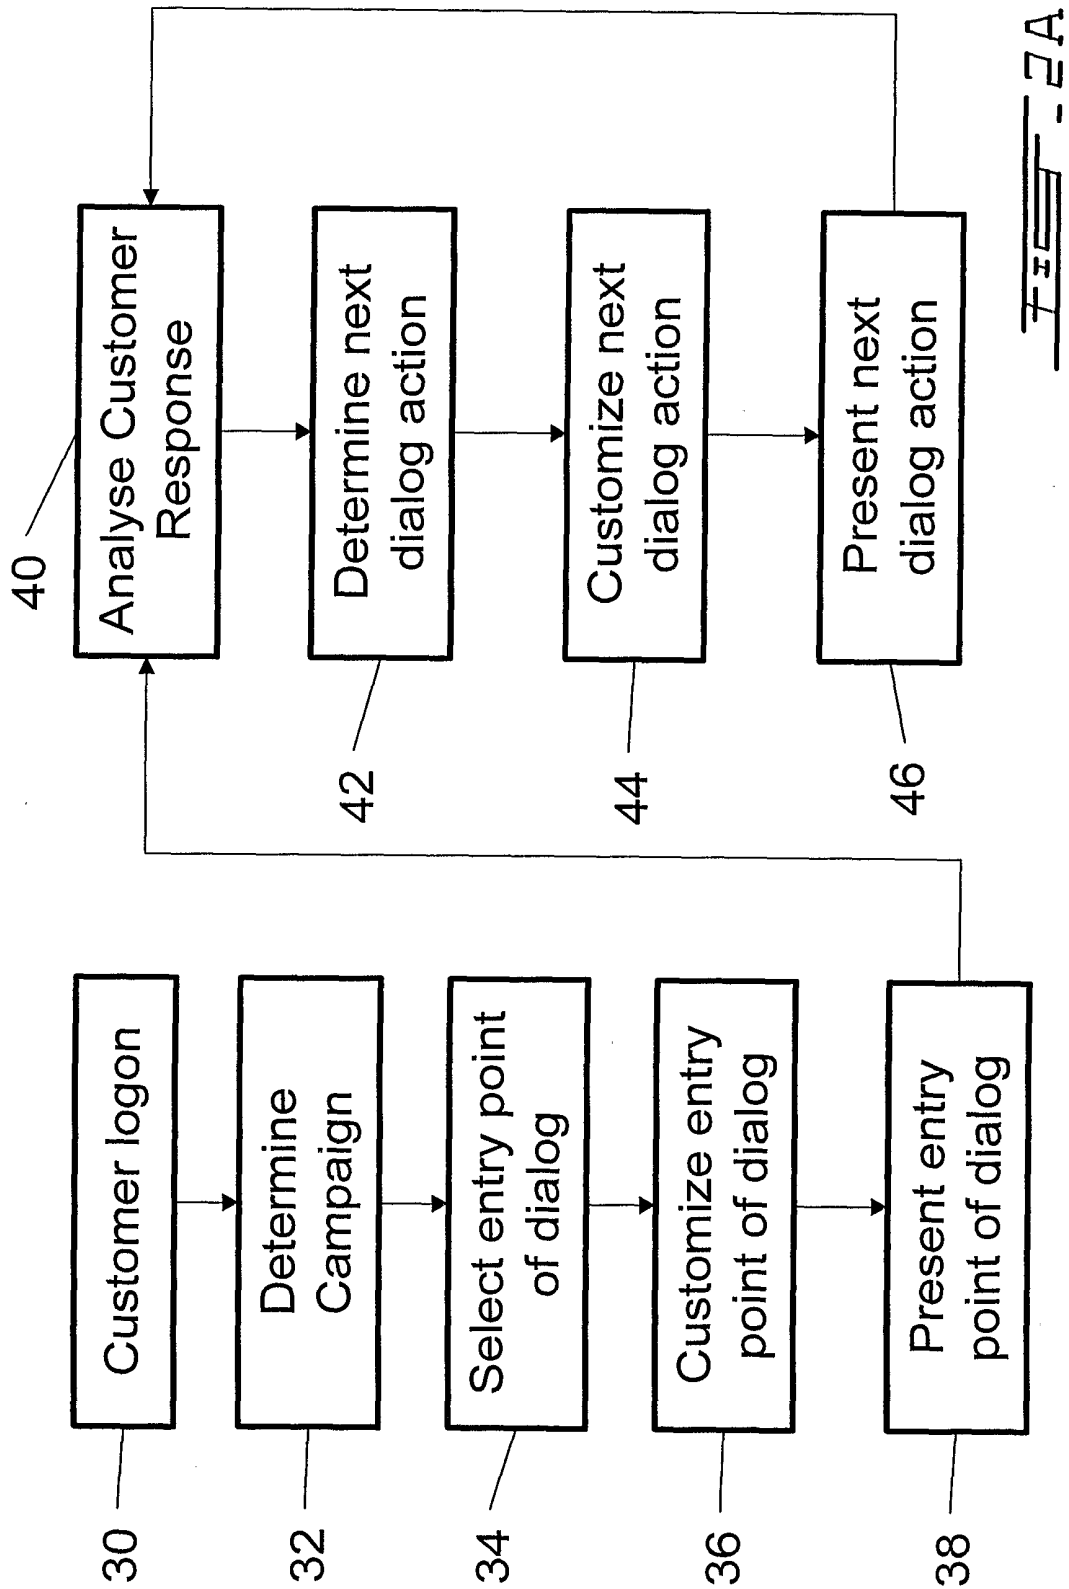 30
Customer logon
32
Determine
Campaign
34
Select entry point
of dialog
36
Customize entry
point of dialog
38
Present entry
point of dialog
40
Analyse Customer
Response
42
Determine next
dialog action
44
Customize next
dialog action
46
Present next
dialog action
FIG - 2A